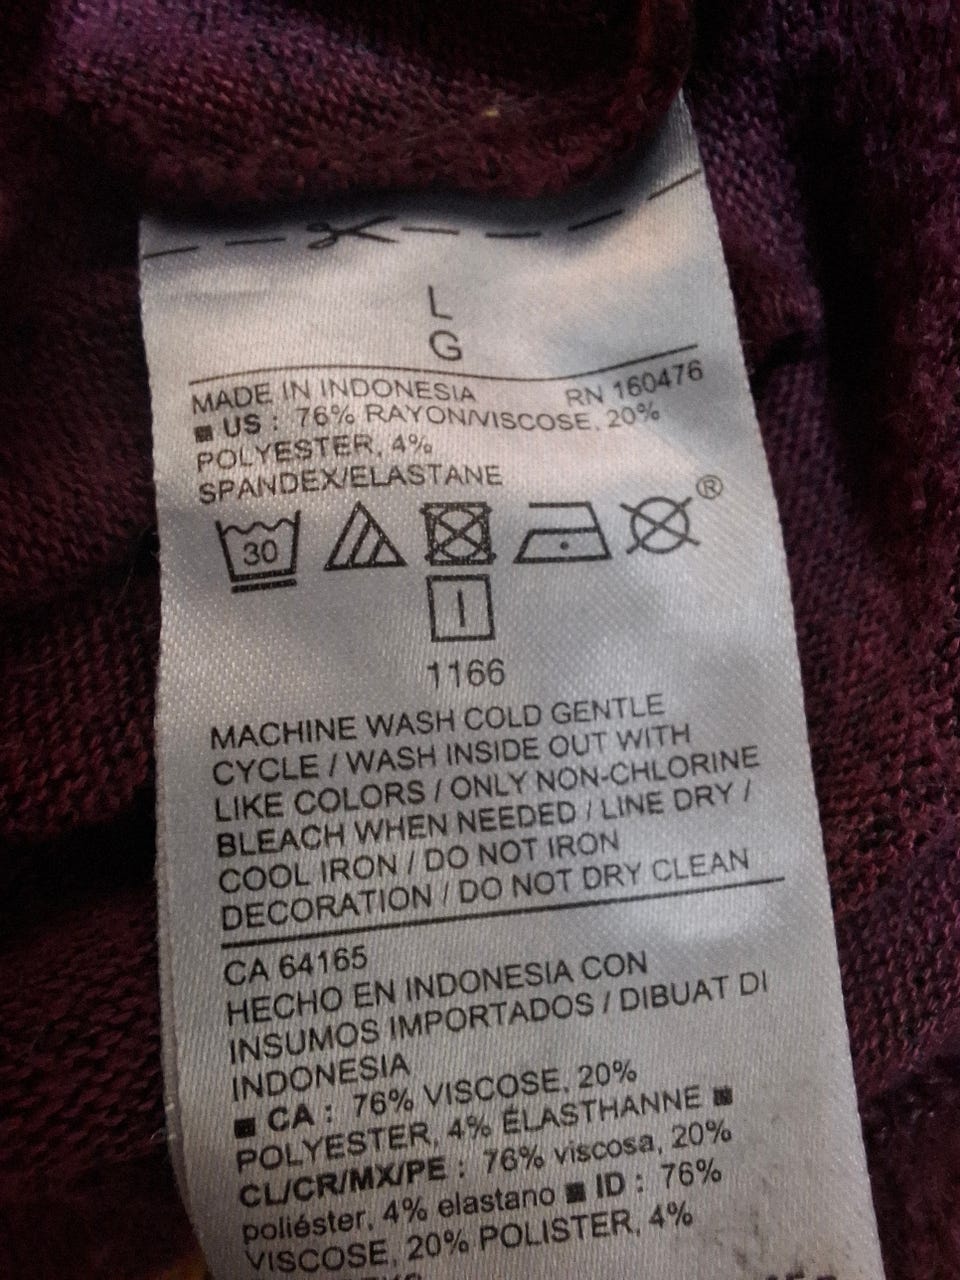 L
G
MADE IN INDONESIA RN 160476
■ US : 76% RAYON/VISCOSE, 20%
POLYESTER, 4%
SPANDEX/ELASTANE
30 ®
1166
MACHINE WASH COLD GENTLE
CYCLE / WASH INSIDE OUT WITH
LIKE COLORS / ONLY NON-CHLORINE
BLEACH WHEN NEEDED / LINE DRY /
COOL IRON / DO NOT IRON
DECORATION / DO NOT DRY CLEAN
CA 64165
HECHO EN INDONESIA CON
INSUMOS IMPORTADOS / DIBUAT DI
INDONESIA
■ CA : 76% VISCOSE, 20%
POLYESTER, 4% ÉLASTHANNE ■
CL/CR/MX/PE : 76% viscosa, 20%
poliéster, 4% elastano ■ ID : 76%
VISCOSE, 20% POLISTER, 4%